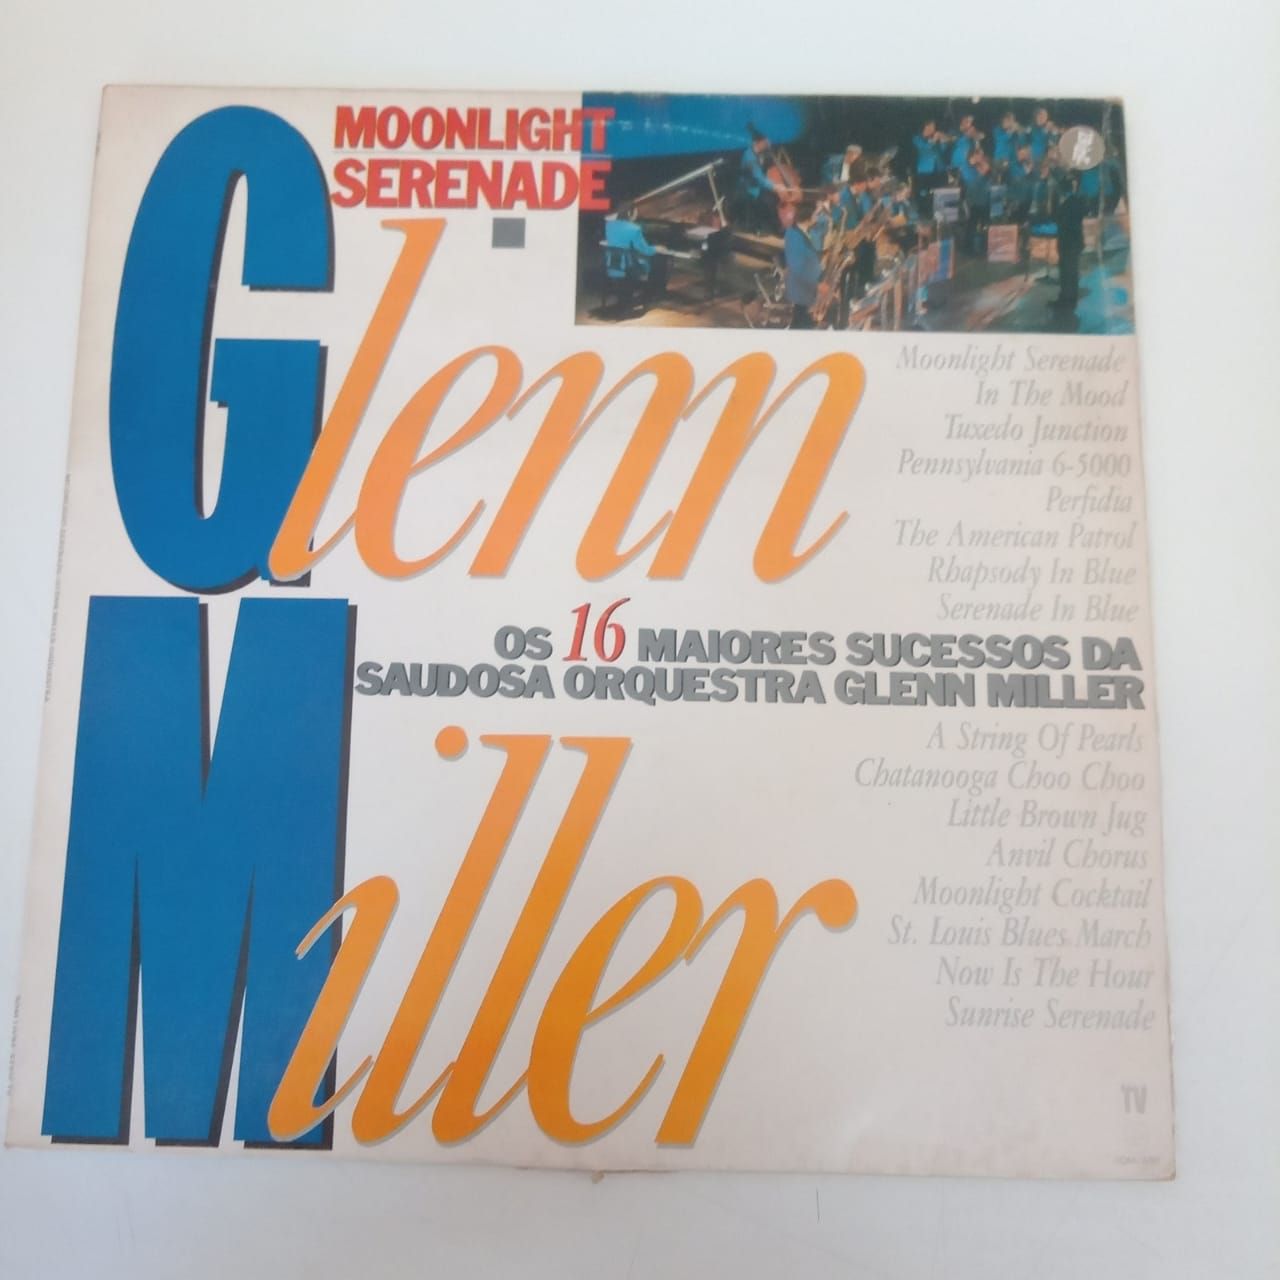 MOONLIGHT
SERENADE
Glenn
Moonlight Serenade
In The Mood
Tuxedo Junction
Pennsylvania 6-5000
Perfidia
The American Patrol
Rhapsody In Blue
Serenade In Blue
OS 16 MAIORES SUCESSOS DA
SAUDOSA ORQUESTRA GLENN MILLER
Miller
A String Of Pearls
Chatanooga Choo Choo
Little Brown Jug
Anvil Chorus
Moonlight Cocktail
St. Louis Blues March
Now Is The Hour
Sunrise Serenade
TV